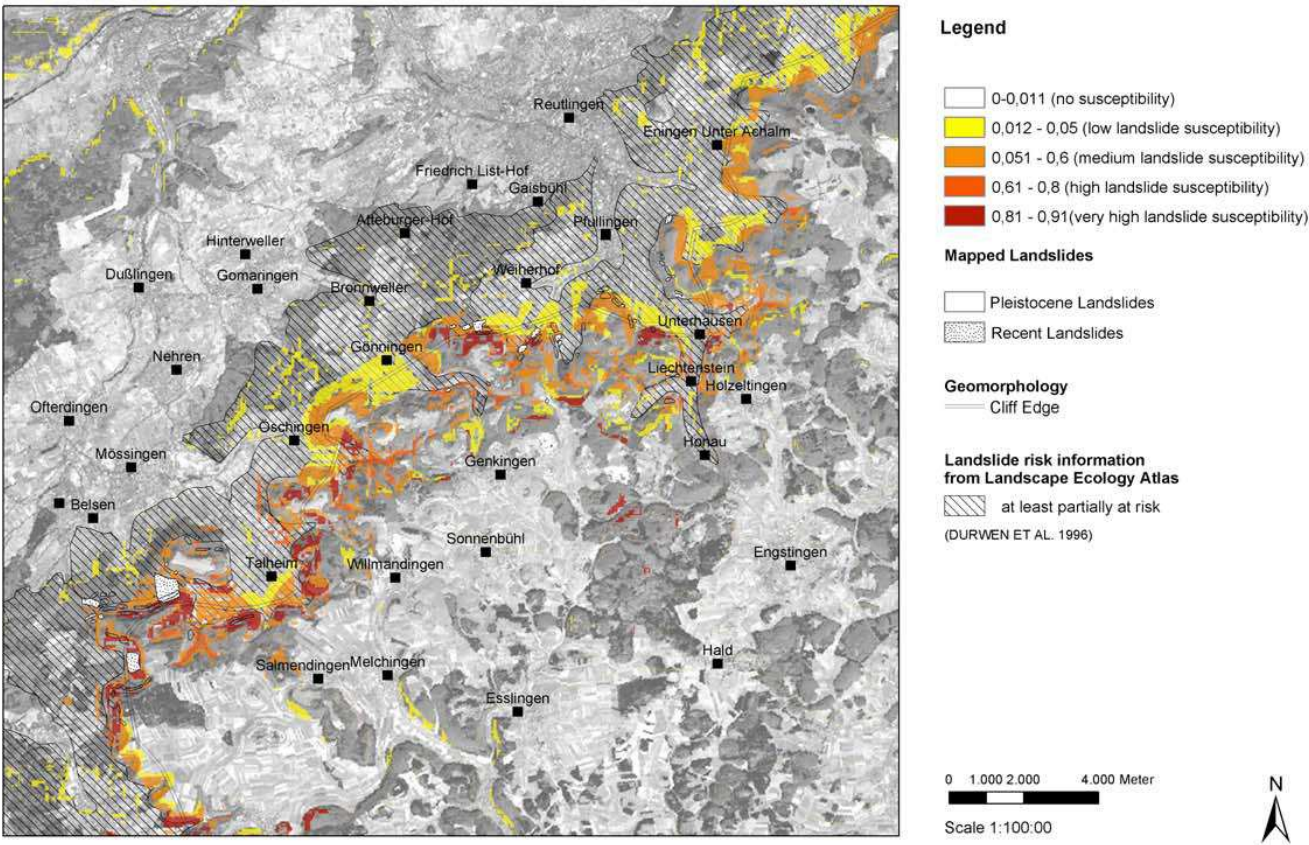 Reutlingen
Eningen Unter Achalm
Friedrich List-Hof
Gaisbühl
Atteburger-Hof
Pfullingen
Hinterweller
Dußlingen
Gomaringen
Weiherhof
Bronnweller
Unterhausen
Gönningen
Nehren
Liechtenstein
Holzeltingen
Ofterdingen
Öschingen
Honau
Mössingen
Genkingen
Belsen
Sonnenbühl
Engstingen
Talheim
Willmandingen
Hald
Salmendingen
Melchingen
Esslingen
Legend
0-0,011 (no susceptibility)
0,012 - 0,05 (low landslide susceptibility)
0,051 - 0,6 (medium landslide susceptibility)
0,61 - 0,8 (high landslide susceptibility)
0,81 - 0,91(very high landslide susceptibility)
Mapped Landslides
Pleistocene Landslides
Recent Landslides
Geomorphology
Cliff Edge
Landslide risk information
from Landscape Ecology Atlas
at least partially at risk
(DURWEN ET AL. 1996)
0 1.000 2.000 4.000 Meter
Scale 1:100:00
N